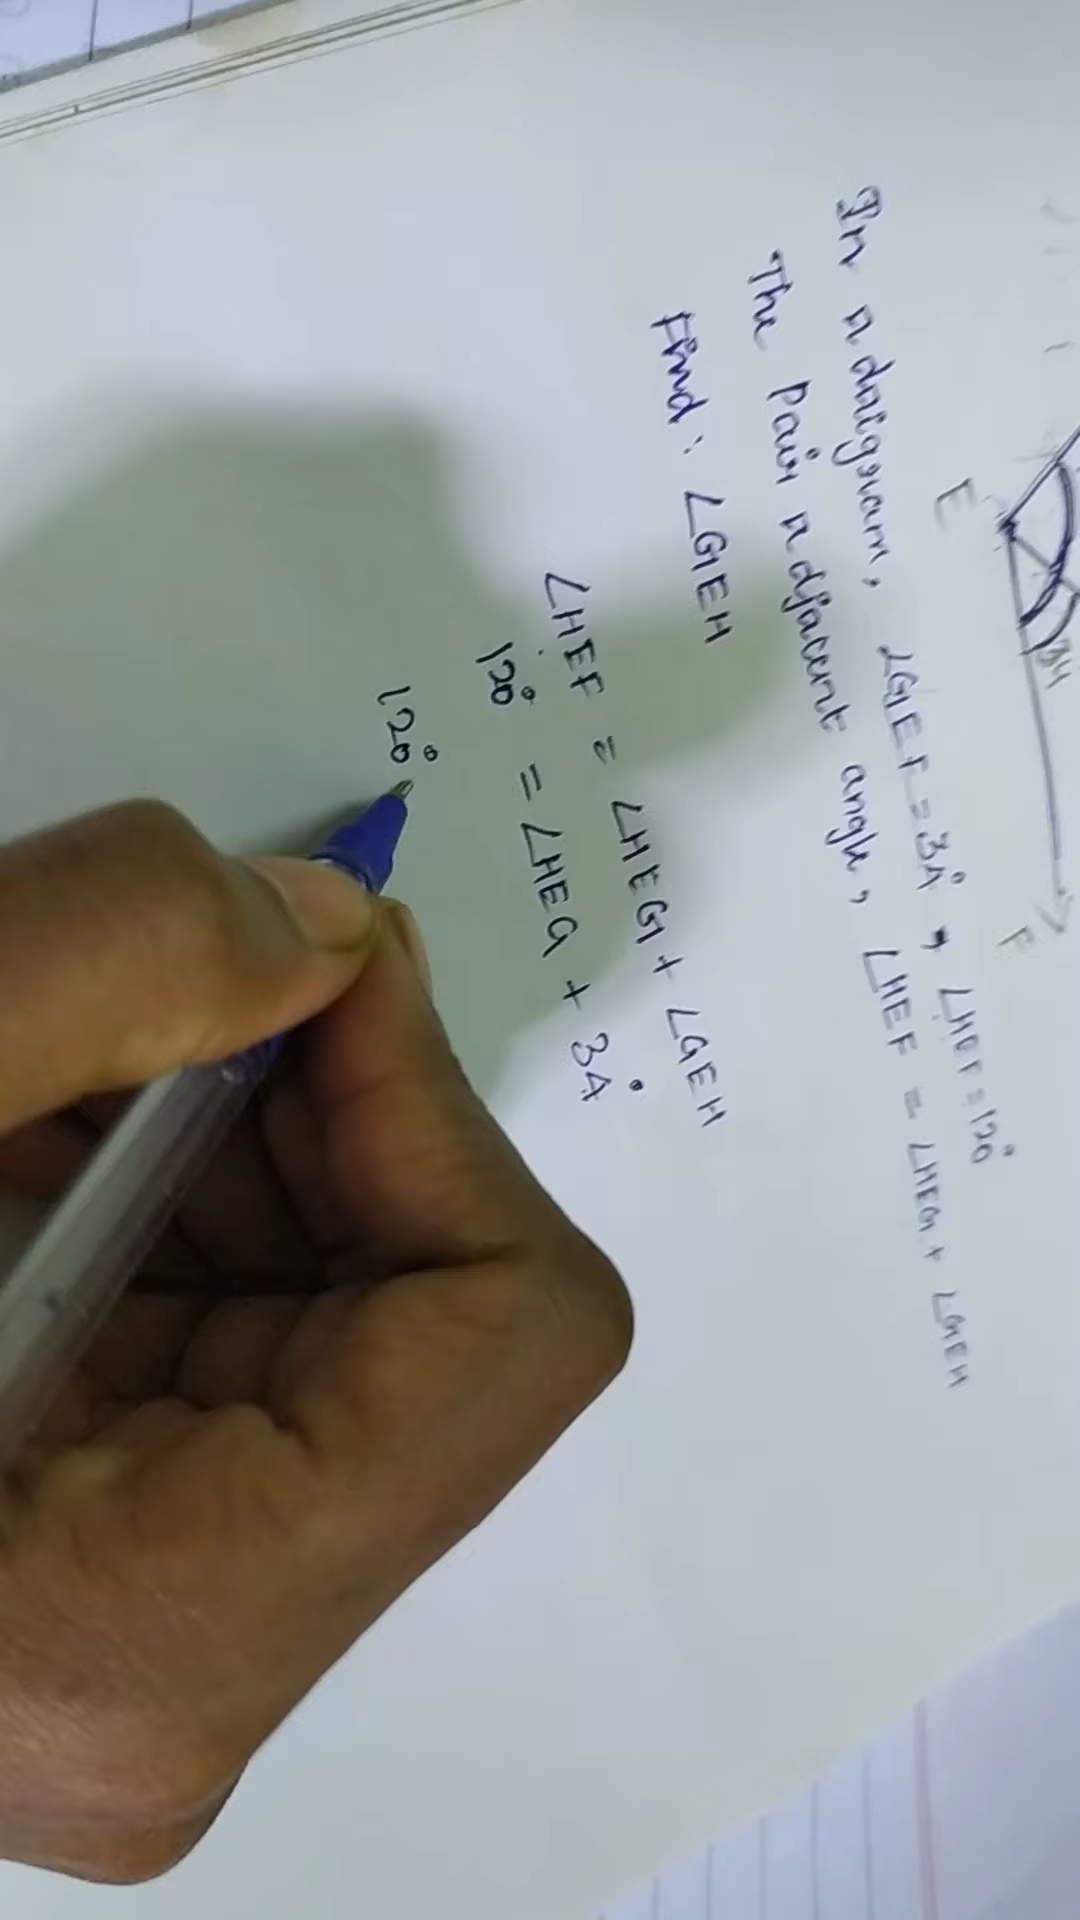 E
34
F
In a daigram, ∠GEF = 34°, ∠HEF = 120°
The Pair adjacent angle, ∠HEF = ∠HEG + ∠GEH
Find: ∠GEH
∠HEF = ∠HEG + ∠GEH
120° = ∠HEG + 34°
120°